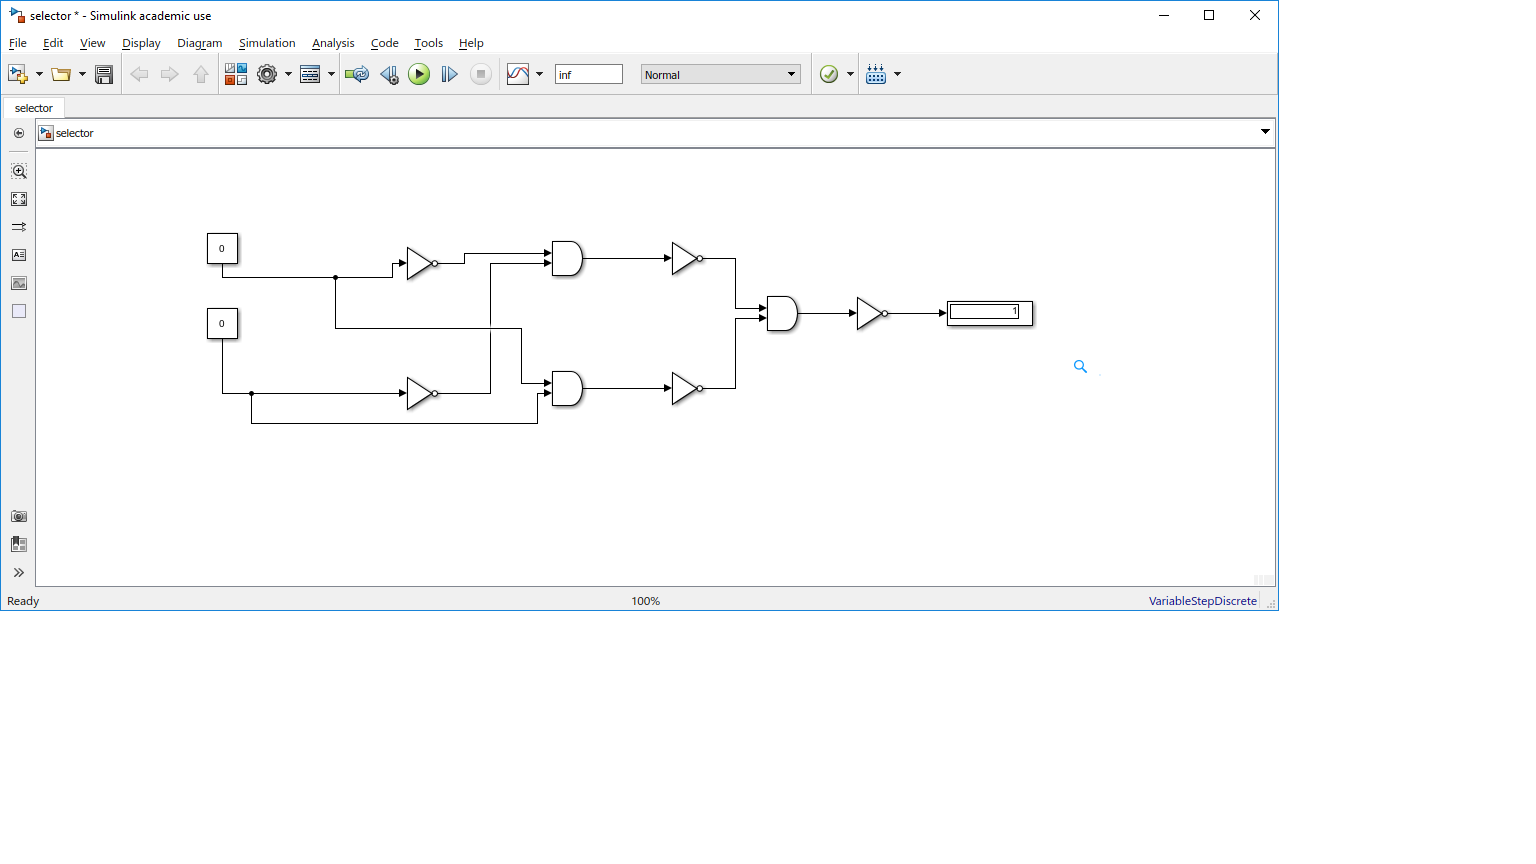 selector * - Simulink academic use
File Edit View Display Diagram Simulation Analysis Code Tools Help
inf Normal
selector
selector
0
0
1
Ready 100% VariableStepDiscrete